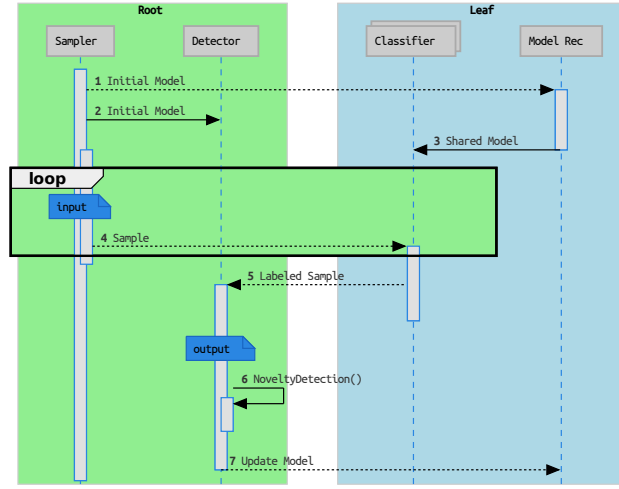 Root
Leaf
Sampler
Detector
Classifier
Model Rec
1 Initial Model
2 Initial Model
3 Shared Model
loop
input
4 Sample
5 Labeled Sample
output
6 NoveltyDetection()
7 Update Model